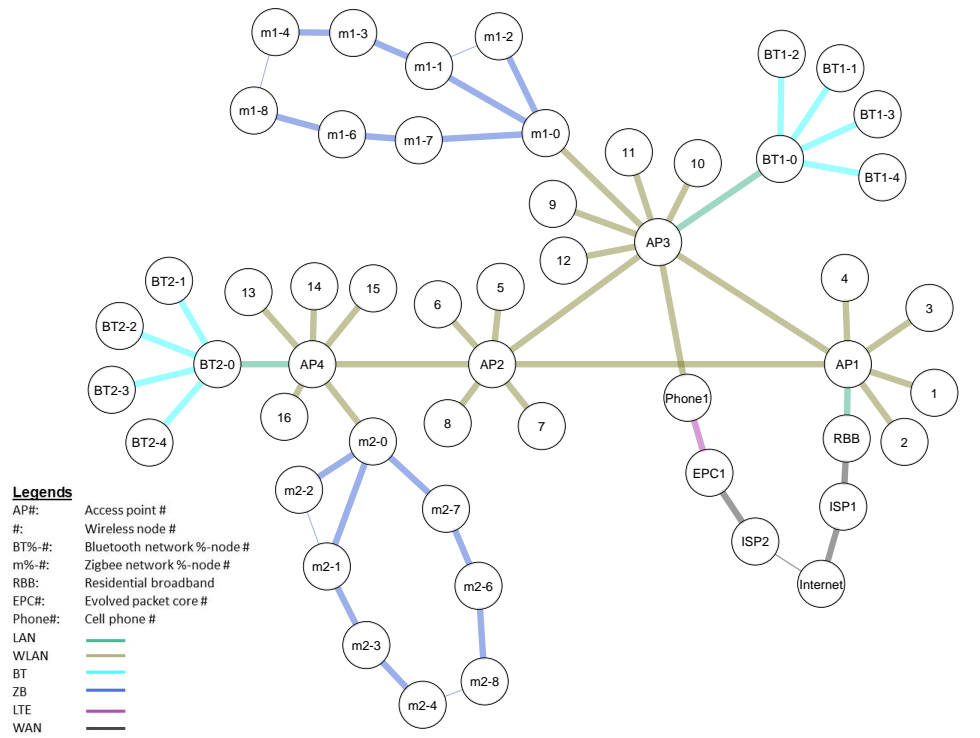 m1-4
m1-3
m1-2
m1-1
m1-8
m1-6
m1-7
m1-0
BT1-2
BT1-1
BT1-3
BT1-0
BT1-4
11
10
9
12
AP3
BT2-1
13
14
15
6
5
4
3
BT2-2
BT2-0
AP4
AP2
AP1
BT2-3
BT2-4
16
8
7
Phone1
1
2
RBB
m2-0
m2-2
m2-7
EPC1
ISP1
ISP2
Internet
m2-1
m2-6
m2-3
m2-8
m2-4
Legends
AP#: Access point #
#: Wireless node #
BT%-#: Bluetooth network %-node #
m%-#: Zigbee network %-node #
RBB: Residential broadband
EPC#: Evolved packet core #
Phone#: Cell phone #
LAN
WLAN
BT
ZB
LTE
WAN